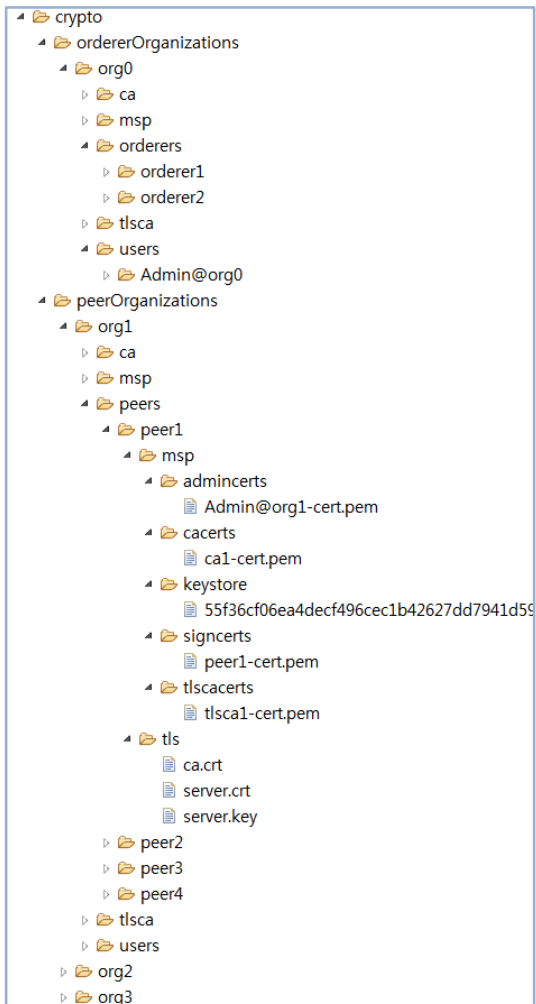 crypto
ordererOrganizations
org0
ca
msp
orderers
orderer1
orderer2
tlsca
users
Admin@org0
peerOrganizations
org1
ca
msp
peers
peer1
msp
admincerts
Admin@org1-cert.pem
cacerts
ca1-cert.pem
keystore
55f36cf06ea4decf496cec1b42627dd7941d59
signcerts
peer1-cert.pem
tlscacerts
tlsca1-cert.pem
tls
ca.crt
server.crt
server.key
peer2
peer3
peer4
tlsca
users
org2
org3